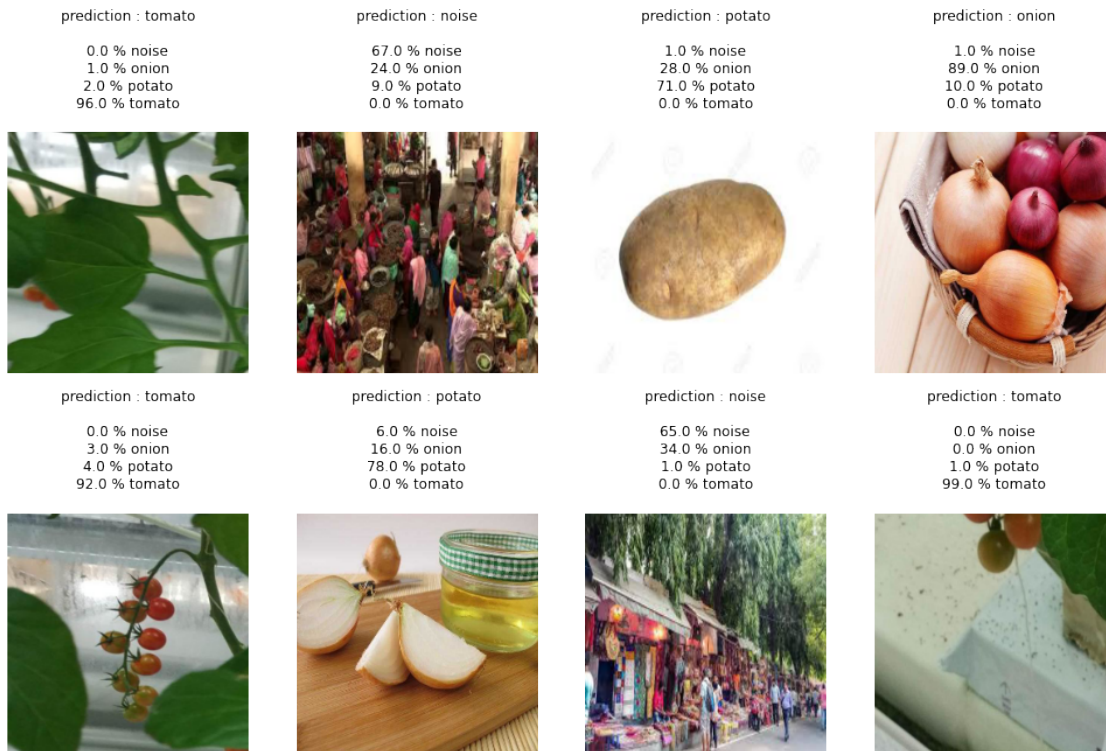 prediction : tomato
0.0 % noise
1.0 % onion
2.0 % potato
96.0 % tomato
prediction : noise
67.0 % noise
24.0 % onion
9.0 % potato
0.0 % tomato
prediction : potato
1.0 % noise
28.0 % onion
71.0 % potato
0.0 % tomato
prediction : onion
1.0 % noise
89.0 % onion
10.0 % potato
0.0 % tomato
prediction : tomato
0.0 % noise
3.0 % onion
4.0 % potato
92.0 % tomato
prediction : potato
6.0 % noise
16.0 % onion
78.0 % potato
0.0 % tomato
prediction : noise
65.0 % noise
34.0 % onion
1.0 % potato
0.0 % tomato
prediction : tomato
0.0 % noise
0.0 % onion
1.0 % potato
99.0 % tomato